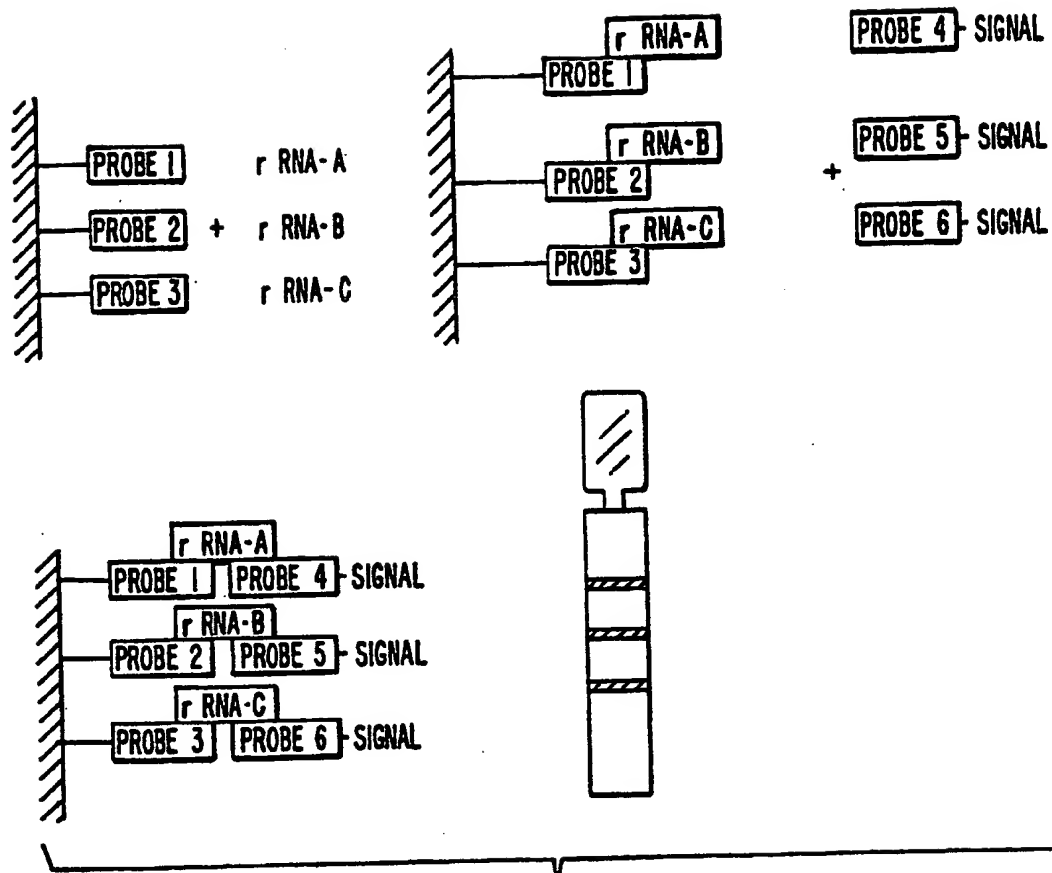 PROBE 1 r RNA-A
PROBE 2 + r RNA-B
PROBE 3 r RNA-C
r RNA-A
PROBE 1
r RNA-B
PROBE 2
r RNA-C
PROBE 3
+
PROBE 4 SIGNAL
PROBE 5 SIGNAL
PROBE 6 SIGNAL
r RNA-A
PROBE 1 PROBE 4 SIGNAL
r RNA-B
PROBE 2 PROBE 5 SIGNAL
r RNA-C
PROBE 3 PROBE 6 SIGNAL